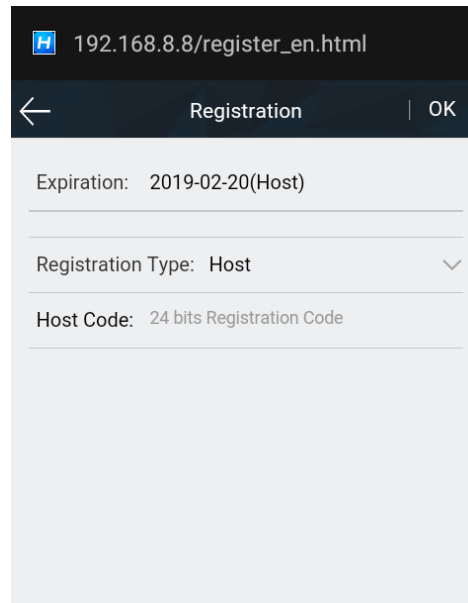 H 192.168.8.8/register_en.html
Registration | OK
Expiration: 2019-02-20(Host)
Registration Type: Host
Host Code: 24 bits Registration Code